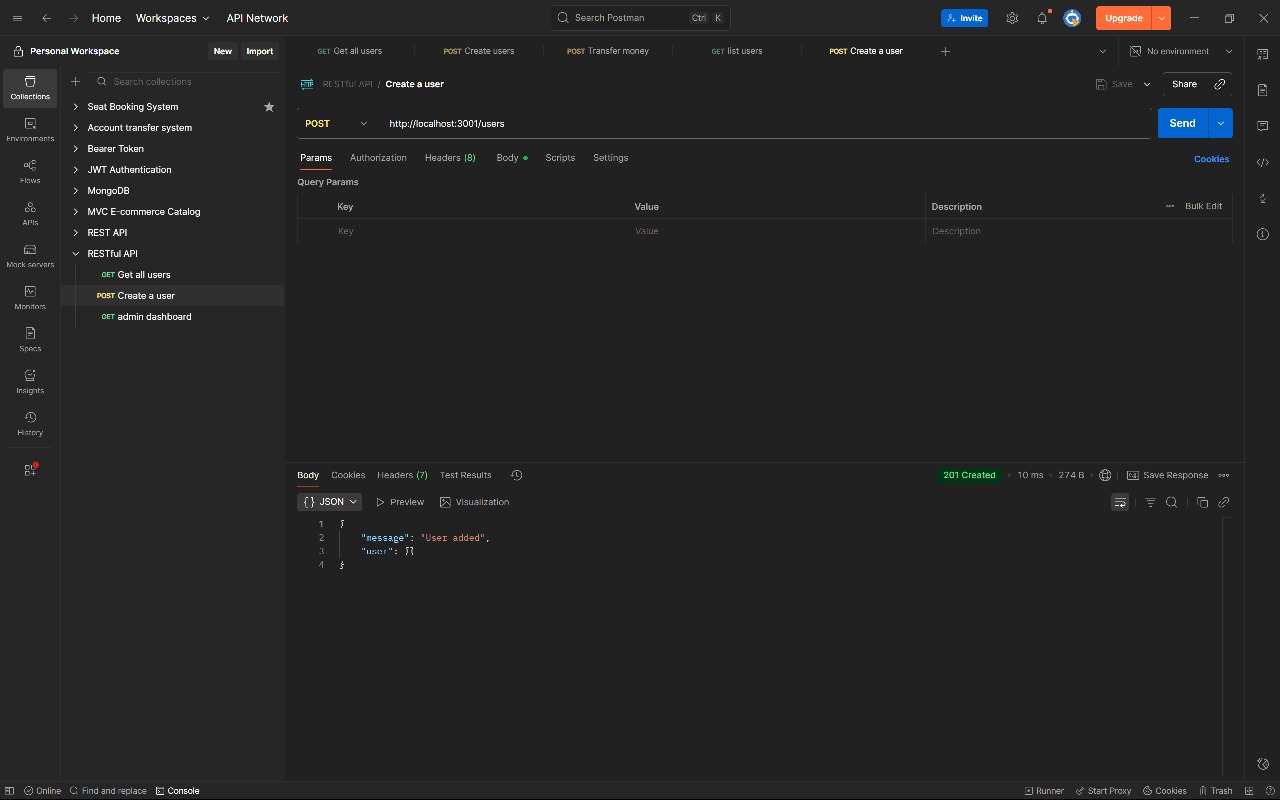 Home Workspaces API Network Search Postman Ctrl K Invite Upgrade
Personal Workspace New Import
GET Get all users POST Create users POST Transfer money GET list users POST Create a user No environment
Collections
Environments
Flows
APIs
Mock servers
Monitors
Specs
Insights
History
Search collections
Seat Booking System
Account transfer system
Bearer Token
JWT Authentication
MongoDB
MVC E-commerce Catalog
REST API
RESTful API
GET Get all users
POST Create a user
GET admin dashboard
HTTP RESTful API / Create a user Save Share
POST http://localhost:3001/users Send
Params Authorization Headers (8) Body Scripts Settings Cookies
Query Params
Key Value Description Bulk Edit
Key Value Description
Body Cookies Headers (7) Test Results 201 Created 10 ms 274 B Save Response
{ } JSON Preview Visualization
1 {
2 "message": "User added",
3 "user": {}
4 }
Online Find and replace Console Runner Start Proxy Cookies Trash